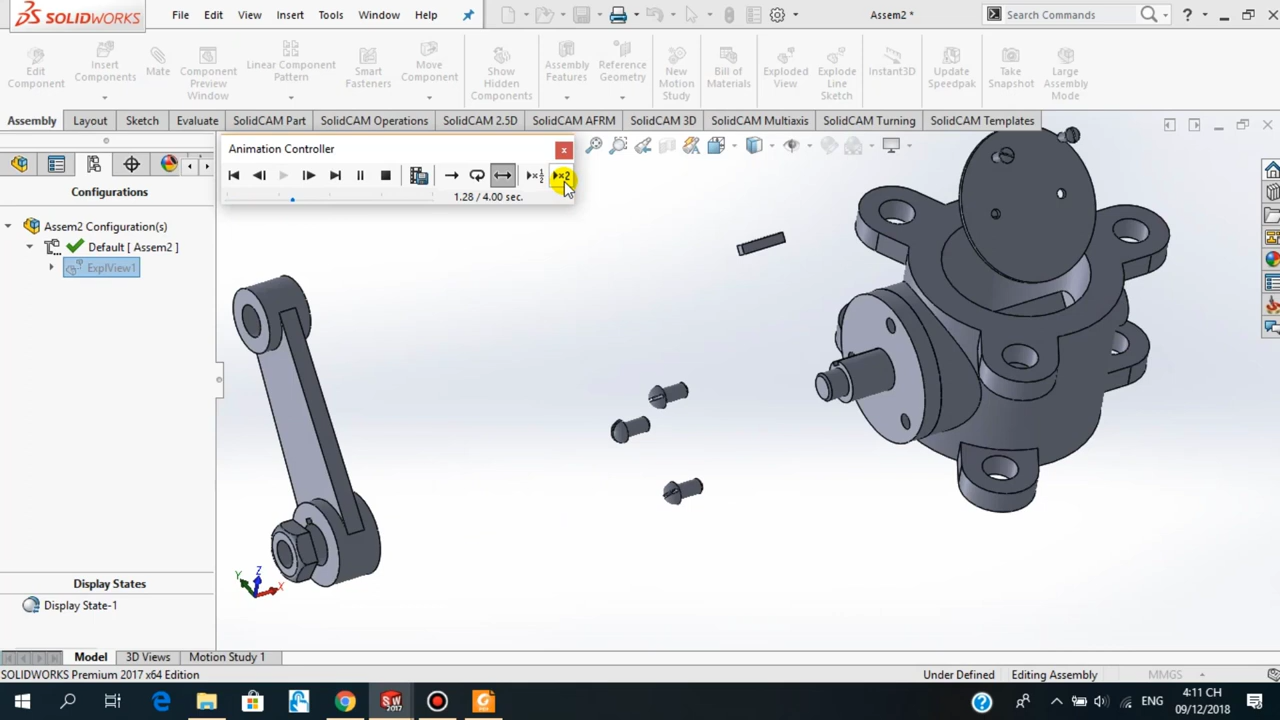 SOLIDWORKS File Edit View Insert Tools Window Help Assem2 * Search Commands ?
Edit Component
Insert Components
Mate
Component Preview Window
Linear Component Pattern
Smart Fasteners
Move Component
Show Hidden Components
Assembly Features
Reference Geometry
New Motion Study
Bill of Materials
Exploded View
Explode Line Sketch
Instant3D
Update Speedpak
Take Snapshot
Large Assembly Mode
Assembly Layout Sketch Evaluate SolidCAM Part SolidCAM Operations SolidCAM 2.5D SolidCAM AFRM SolidCAM 3D SolidCAM Multiaxis SolidCAM Turning SolidCAM Templates
Animation Controller
1.28 / 4.00 sec.
Configurations
Assem2 Configuration(s)
Default [ Assem2 ]
ExplView1
Y Z X
Display States
Display State-1
Model 3D Views Motion Study 1
SOLIDWORKS Premium 2017 x64 Edition Under Defined Editing Assembly MMGS
ENG 4:11 CH
09/12/2018